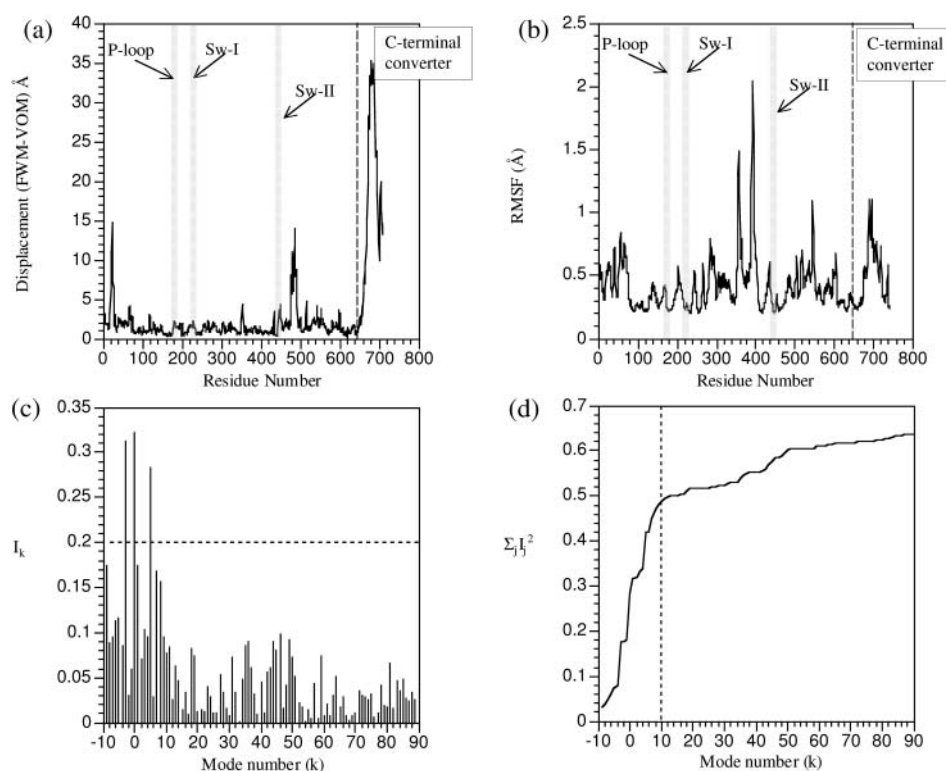 (a)
40
35
30
25
20
15
10
5
0
Displacement (FWM-VOM) Å
P-loop
Sw-I
Sw-II
C-terminal
converter
0 100 200 300 400 500 600 700 800
Residue Number
(b)
2.5
2
1.5
1
0.5
0
RMSF (Å)
P-loop
Sw-I
Sw-II
C-terminal
converter
0 100 200 300 400 500 600 700 800
Residue Number
(c)
0.35
0.3
0.25
0.2
0.15
0.1
0.05
0
I_k
-10 0 10 20 30 40 50 60 70 80 90
Mode number (k)
(d)
0.7
0.6
0.5
0.4
0.3
0.2
0.1
0
Σ_jI_j²
-10 0 10 20 30 40 50 60 70 80 90
Mode number (k)